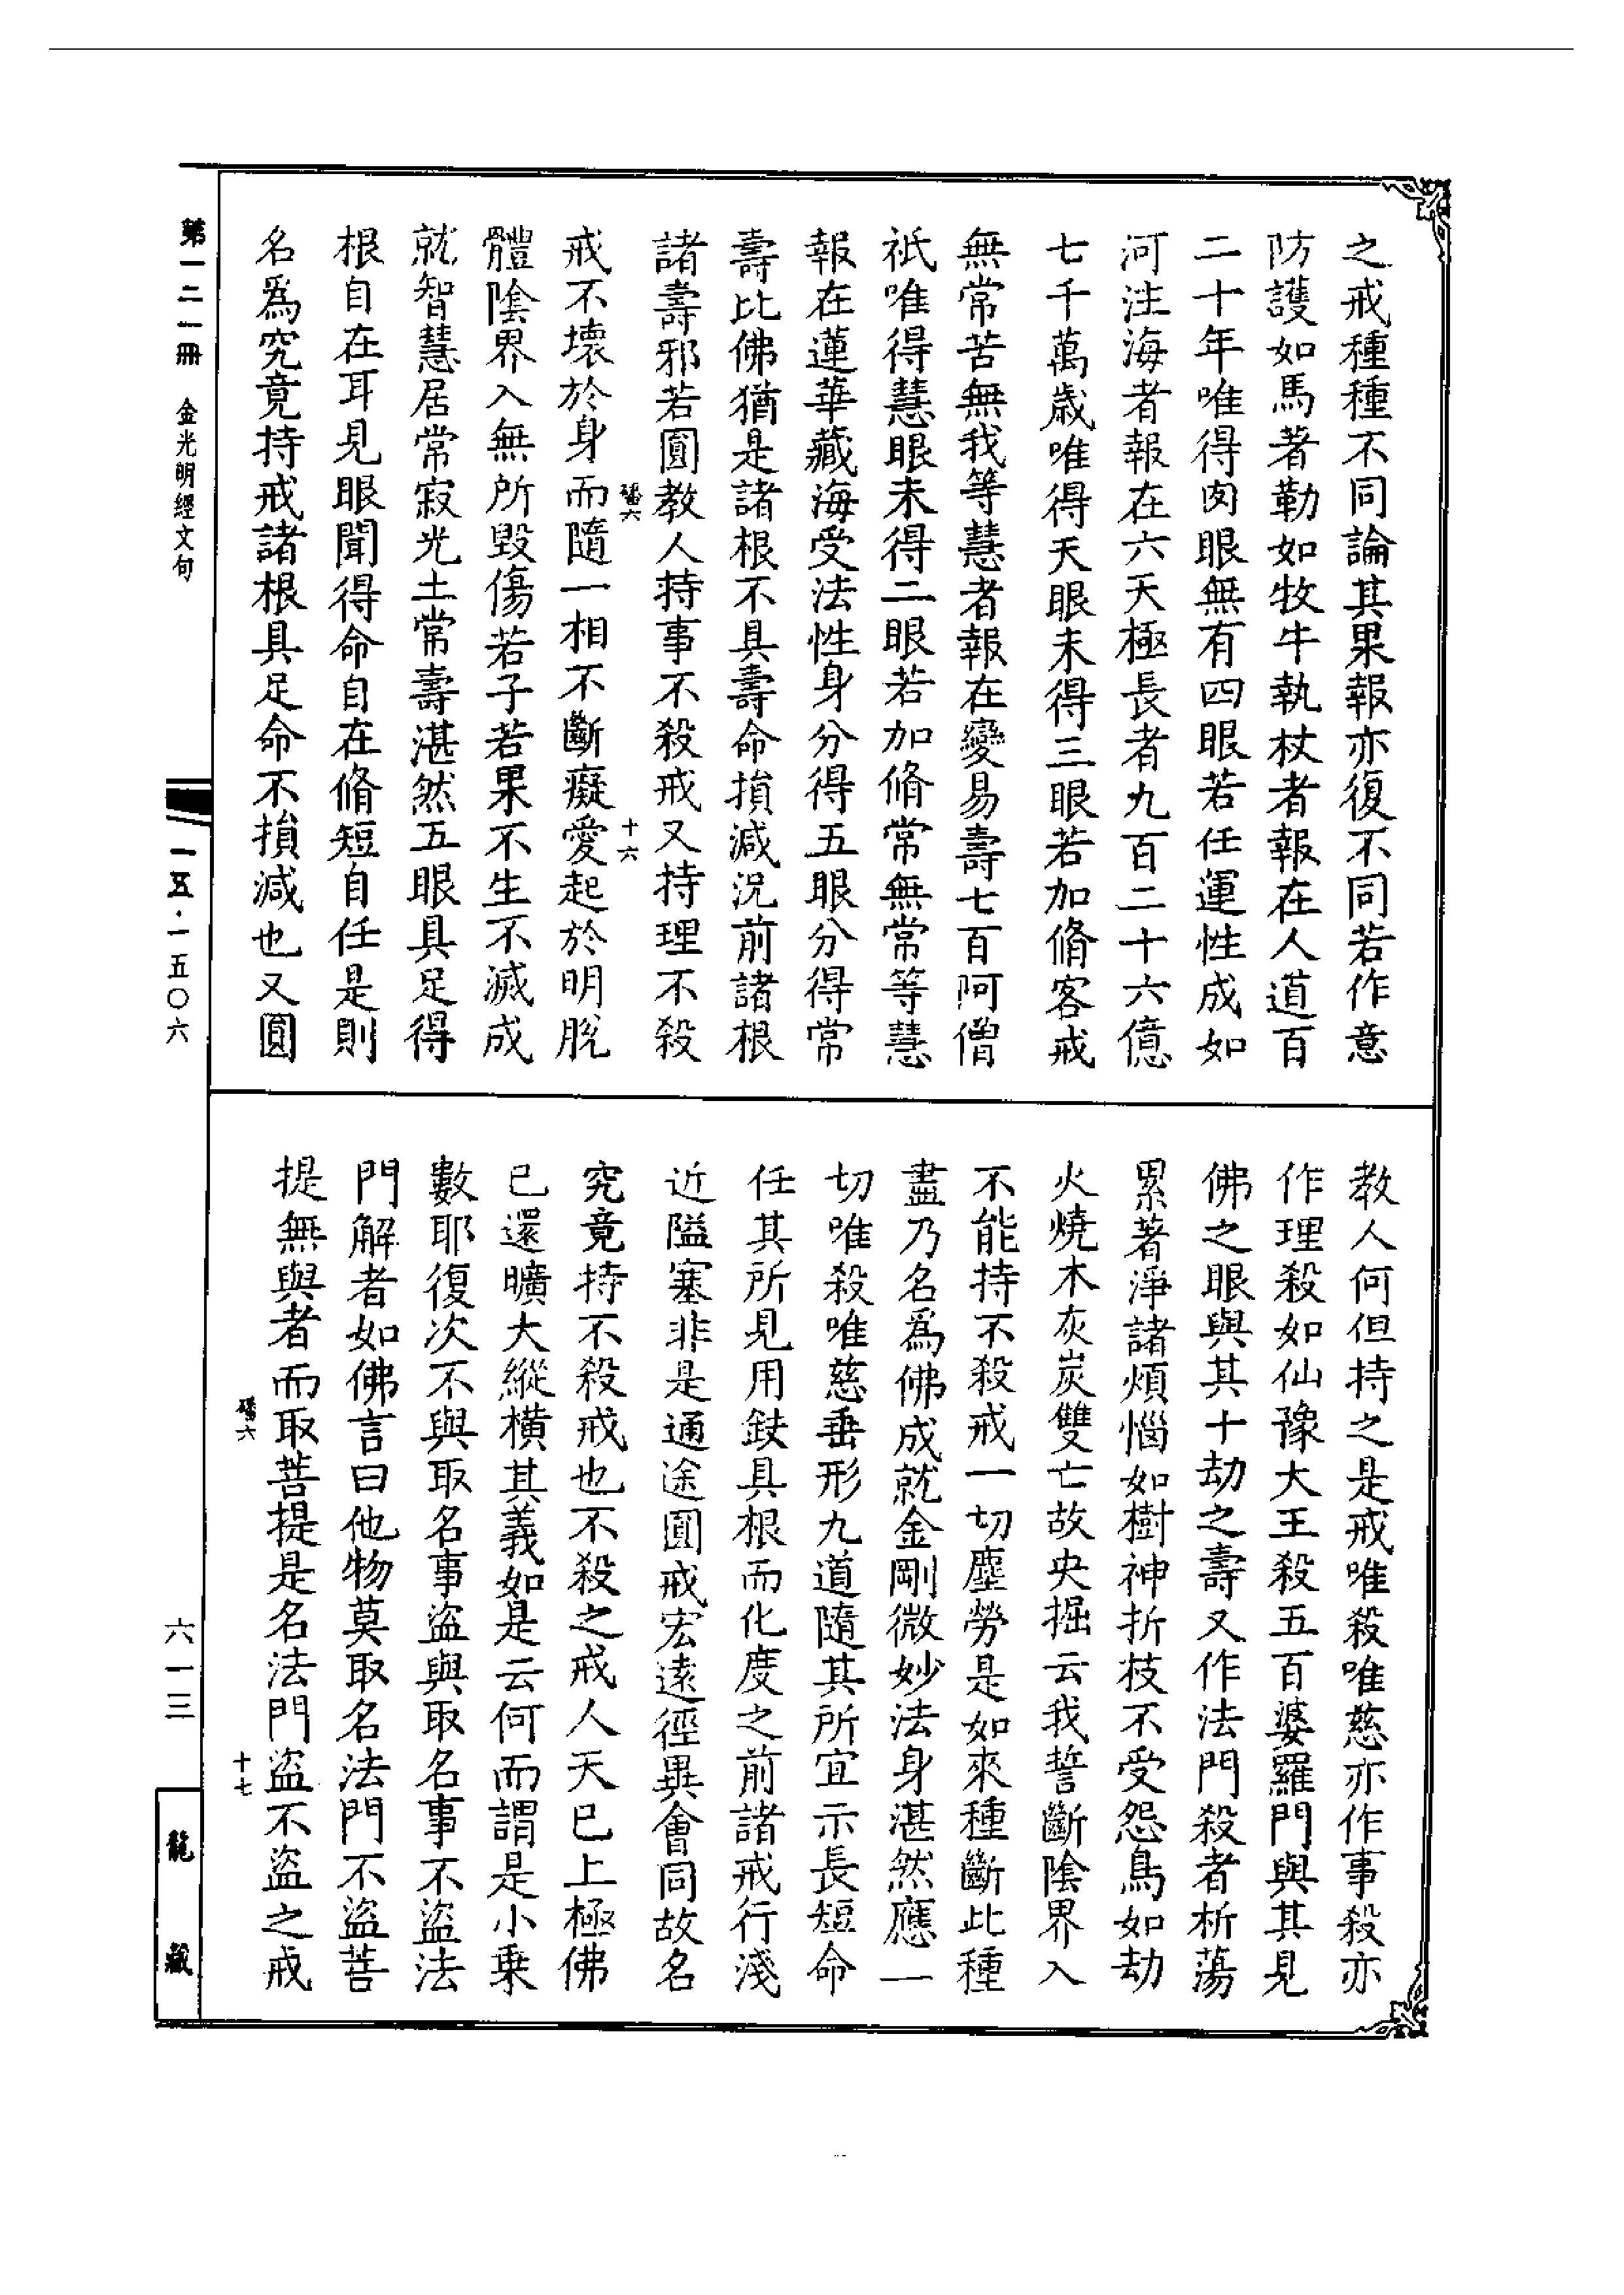 之戒種種不同論其果報亦復不同若作意
防護如馬著勒如牧牛執杖者報在人道百
二十年唯得肉眼無有四眼若任運性成如
河注海者報在六天極長者九百二十六億
七千萬歲唯得天眼未得三眼若加脩客戒
無常苦無我等慧者報在變易壽七百阿僧
祇唯得慧眼未得二眼若加脩常無常等慧
報在蓮華藏海受法性身分得五眼分得常
壽比佛猶是諸根不具壽命損減況前諸根
諸壽邪若圓教人持事不殺戒又持理不殺
磻六
十六
戒不壞於身而隨一相不斷癡愛起於明脫
體陰界入無所毀傷若子若果不生不滅成
就智慧居常寂光土常壽湛然五眼具足得
根自在耳見眼聞得命自在脩短自任是則
名爲究竟持戒諸根具足命不損減也又圓
第一二一冊 金光明經文句
一五·一五〇六
教人何但持之是戒唯殺唯慈亦作事殺亦
作理殺如仙豫大王殺五百婆羅門與其見
佛之眼與其十劫之壽又作法門殺者析蕩
累著淨諸煩惱如樹神折枝不受怨鳥如劫
火燒木灰炭雙亡故央掘云我誓斷陰界入
不能持不殺戒一切塵勞是如來種斷此種
盡乃名爲佛成就金剛微妙法身湛然應一
切唯殺唯慈垂形九道隨其所宜示長短命
任其所見用鈌具根而化度之前諸戒行淺
近隘塞非是通途圓戒宏遠徑異會同故名
究竟持不殺戒也不殺之戒人天已上極佛
已還曠大縱橫其義如是云何而謂是小乗
數耶復次不與取名事盜與取名事不盜法
門解者如佛言曰他物莫取名法門不盜菩
提無與者而取菩提是名法門盜不盜之戒
磻六
十七
六一三
龍藏